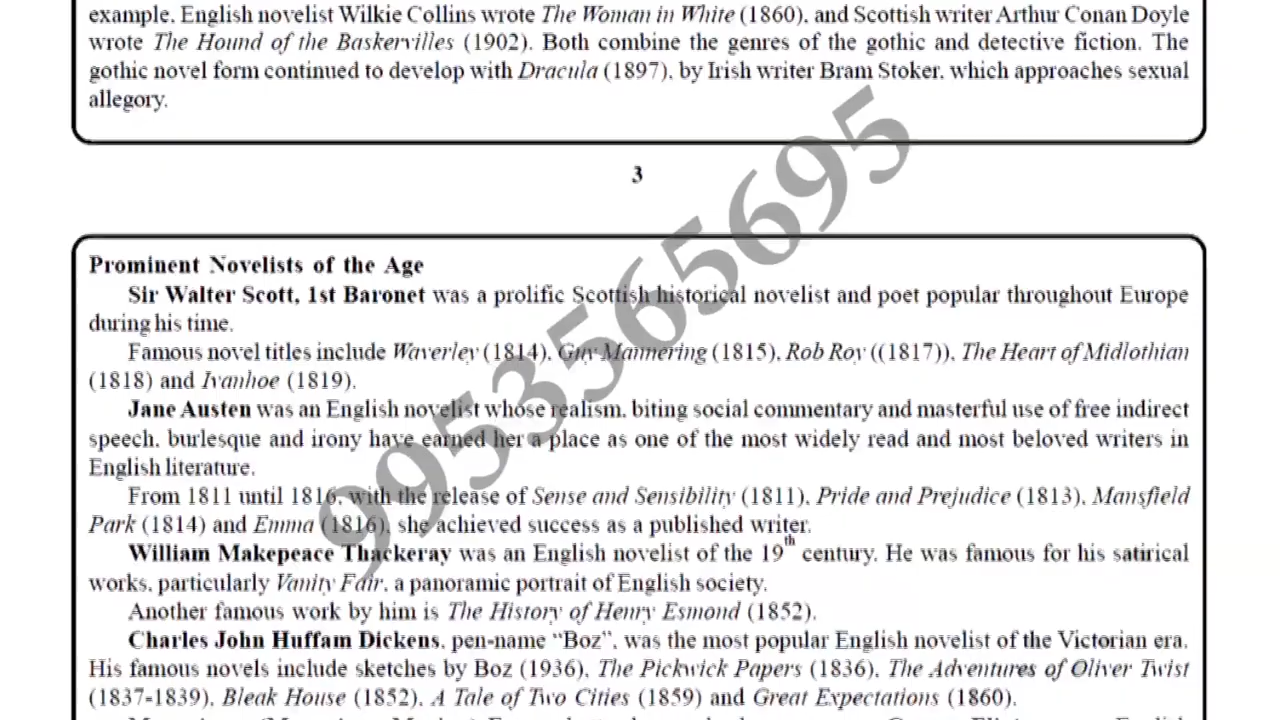 example, English novelist Wilkie Collins wrote The Woman in White (1860), and Scottish writer Arthur Conan Doyle
wrote The Hound of the Baskervilles (1902). Both combine the genres of the gothic and detective fiction. The
gothic novel form continued to develop with Dracula (1897), by Irish writer Bram Stoker, which approaches sexual
allegory.
3
Prominent Novelists of the Age
Sir Walter Scott, 1st Baronet was a prolific Scottish historical novelist and poet popular throughout Europe
during his time.
Famous novel titles include Waverley (1814), Guy Mannering (1815), Rob Roy ((1817)), The Heart of Midlothian
(1818) and Ivanhoe (1819).
Jane Austen was an English novelist whose realism, biting social commentary and masterful use of free indirect
speech, burlesque and irony have earned her a place as one of the most widely read and most beloved writers in
English literature.
From 1811 until 1816, with the release of Sense and Sensibility (1811), Pride and Prejudice (1813), Mansfield
Park (1814) and Emma (1816), she achieved success as a published writer.
William Makepeace Thackeray was an English novelist of the 19th century. He was famous for his satirical
works, particularly Vanity Fair, a panoramic portrait of English society.
Another famous work by him is The History of Henry Esmond (1852).
Charles John Huffam Dickens, pen-name "Boz", was the most popular English novelist of the Victorian era.
His famous novels include sketches by Boz (1936), The Pickwick Papers (1836), The Adventures of Oliver Twist
(1837-1839), Bleak House (1852), A Tale of Two Cities (1859) and Great Expectations (1860).
9953565695